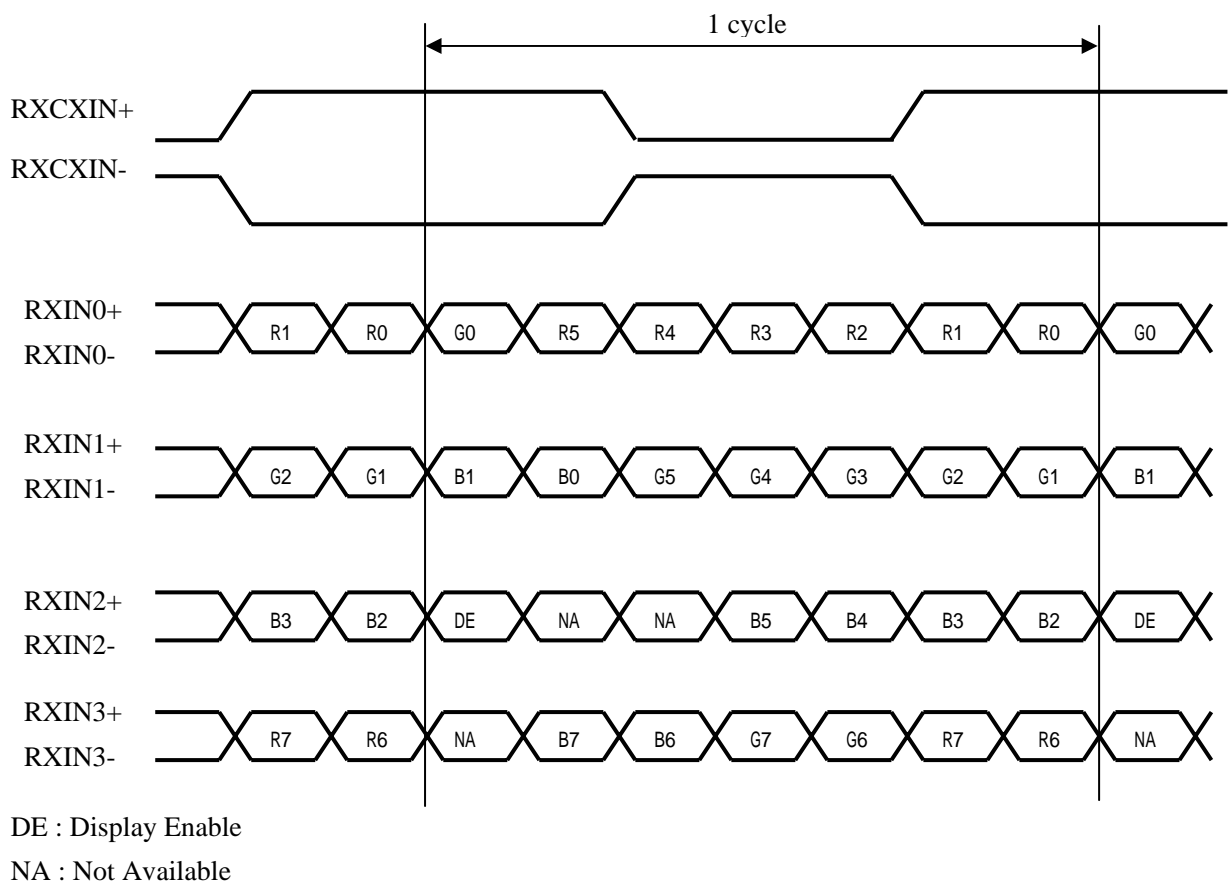 1 cycle
RXCXIN+
RXCXIN-
RXIN0+
R1 R0 G0 R5 R4 R3 R2 R1 R0 G0
RXIN0-
RXIN1+
G2 G1 B1 B0 G5 G4 G3 G2 G1 B1
RXIN1-
RXIN2+
B3 B2 DE NA NA B5 B4 B3 B2 DE
RXIN2-
RXIN3+
R7 R6 NA B7 B6 G7 G6 R7 R6 NA
RXIN3-
DE : Display Enable
NA : Not Available